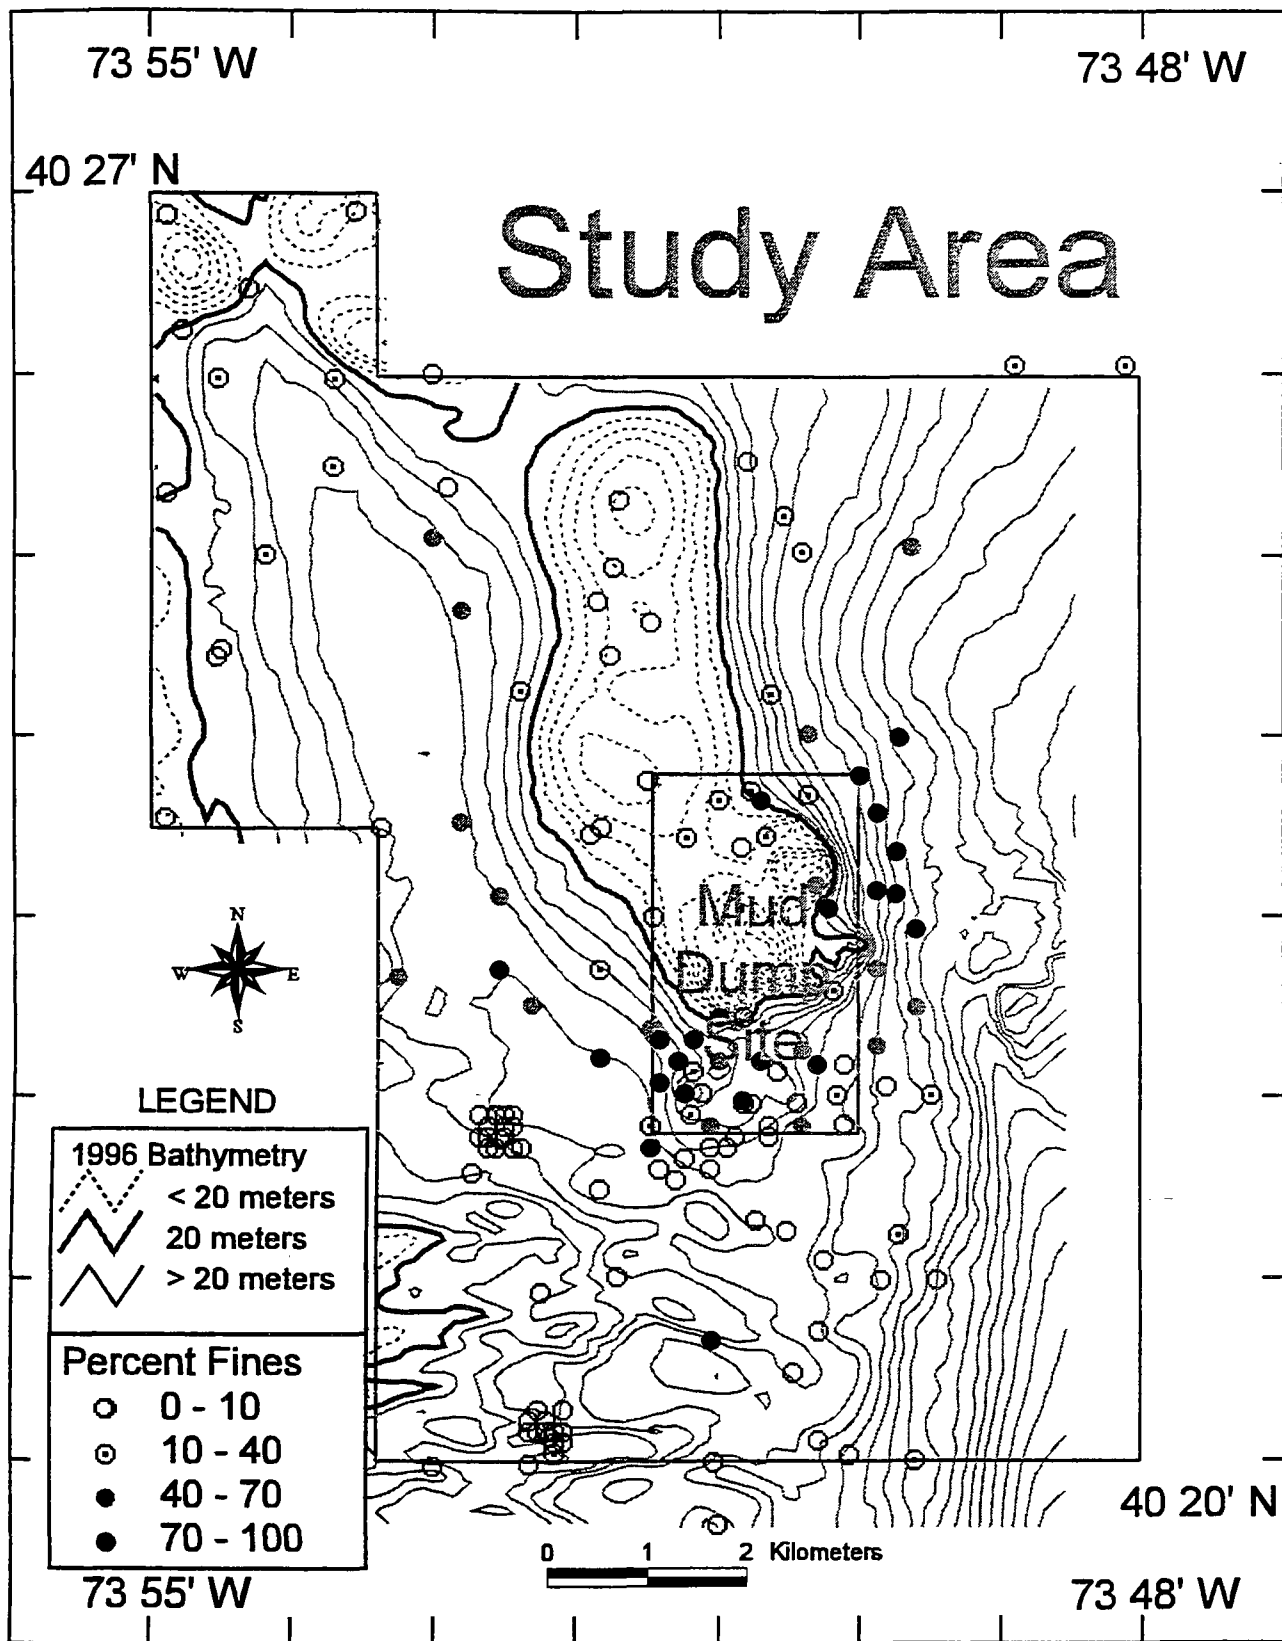 73 55' W
73 48' W
40 27' N
Study Area
Mud
Dump
Site
N
W E
S
LEGEND
1996 Bathymetry
< 20 meters
20 meters
> 20 meters
Percent Fines
0 - 10
10 - 40
40 - 70
70 - 100
40 20' N
0 1 2 Kilometers
73 55' W
73 48' W